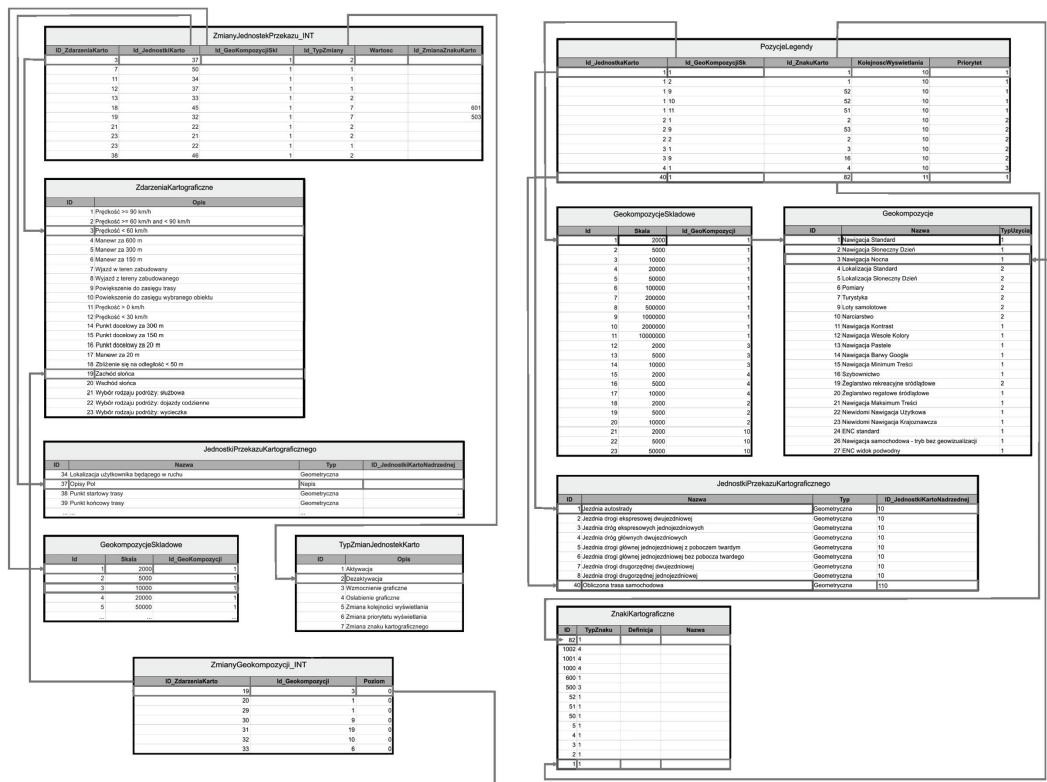 ZmianyJednostekPrzekazu_INT
ID_ZdarzeniaKarto Id_JednostkiKarto Id_GeoKompozycjiSkl Id_TypZmiany Wartosc Id_ZmianaZnakuKarto
3 37 1 2
7 50 1 1
11 34 1 1
12 37 1 1
13 33 1 2
18 45 1 7 601
19 32 1 7 503
21 22 1 2
23 21 1 2
23 22 1 1
38 46 1 2
ZdarzeniaKartograficzne
ID Opis
1 Prędkość >= 90 km/h
2 Prędkość >= 60 km/h and < 90 km/h
3 Prędkość < 60 km/h
4 Manewr za 600 m
5 Manewr za 300 m
6 Manewr za 150 m
7 Wjazd w teren zabudowany
8 Wyjazd z tereny zabudowanego
9 Powiększenie do zasięgu trasy
10 Powiekszenie do zasięgu wybranego obiektu
11 Prędkość > 0 km/h
12 Prędkość < 30 km/h
14 Punkt docelowy za 300 m
15 Punkt docelowy za 150 m
16 Punkt docelowy za 20 m
17 Manewr za 20 m
18 Zbliżenie się na odległość < 50 m
19 Zachód słońca
20 Wschód słońca
21 Wybór rodzaju podróży: służbowa
22 Wybór rodzaju podróży: dojazdy codzienne
23 Wybór rodzaju podróży: wycieczka
JednostkiPrzekazuKartograficznego
ID Nazwa Typ ID_JednostkiKartoNadrzednej
34 Lokalizacja użytkownika będącego w ruchu Geometryczna
37 Opisy PoI Napis
38 Punkt startowy trasy Geometryczna
39 Punkt końcowy trasy Geometryczna
... ... ...
GeokompozycjeSkładowe
Id Skala Id_GeoKompozycji
1 2000 1
2 5000 1
3 10000 1
4 20000 1
5 50000 1
... ... ...
TypZmianJednostekKarto
ID Opis
1 Aktywacja
2 Dezaktywacja
3 Wzmocnienie graficzne
4 Osłabienie graficzne
5 Zmiana kolejności wyświetlania
6 Zmiana priorytetu wyświetlania
7 Zmiana znaku kartograficznego
ZmianyGeokompozycji_INT
ID_ZdarzeniaKarto Id_Geokompozycji Poziom
19 3 0
20 1 0
29 1 0
30 9 0
31 19 0
32 10 0
33 6 0
PozycjeLegendy
Id_JednostkaKarto Id_GeoKompozycjiSk Id_ZnakuKarto KolejnoscWyswietlania Priorytet
1 1 1 10 1
1 2 1 10 1
1 9 52 10 1
1 10 52 10 1
1 11 51 10 1
2 1 2 10 2
2 9 53 10 2
2 2 2 10 2
3 1 3 10 2
3 9 16 10 2
4 1 4 10 3
40 1 82 11 1
GeokompozycjeSkładowe
Id Skala Id_GeoKompozycji
1 2000 1
2 5000 1
3 10000 1
4 20000 1
5 50000 1
6 100000 1
7 200000 1
8 500000 1
9 1000000 1
10 2000000 1
11 10000000 1
12 2000 3
13 5000 3
14 10000 3
15 2000 4
16 5000 4
17 10000 4
18 2000 2
19 5000 2
20 10000 2
21 2000 10
22 5000 10
23 50000 10
Geokompozycje
ID Nazwa TypUzycia
1 Nawigacja Standard 1
2 Nawigacja Słoneczny Dzień 1
3 Nawigacja Nocna 1
4 Lokalizacja Standard 2
5 Lokalizacja Słoneczny Dzień 2
6 Pomiary 2
7 Turystyka 2
9 Loty samolotowe 2
10 Narciarstwo 2
11 Nawigacja Kontrast 1
12 Nawigacja Wesołe Kolory 1
13 Nawigacja Pastele 1
14 Nawigacja Barwy Google 1
15 Nawigacja Minimum Treści 1
16 Szybownictwo 1
19 Żeglarstwo rekreacyjne śródlądowe 2
20 Żeglarstwo regatowe śródlądowe 2
21 Nawigacja Maksimum Treści 1
22 Niewidomi Nawigacja Użytkowa 1
23 Niewidomi Nawigacja Krajoznawcza 1
24 ENC standard 1
26 Nawigacja samochodowa - tryb bez geowizualizacji 1
27 ENC widok podwodny 1
JednostkiPrzekazuKartograficznego
ID Nazwa Typ ID_JednostkiKartoNadrzednej
1 Jezdnia autostrady Geometryczna 10
2 Jezdnia drogi ekspresowej dwujezdniowej Geometryczna 10
3 Jezdnia dróg ekspresowych jednojezdniowych Geometryczna 10
4 Jezdnia dróg głównych dwujezdniowych Geometryczna 10
5 Jezdnia drogi głównej jednojezdniowej z poboczem twardym Geometryczna 10
6 Jezdnia drogi głównej jednojezdniowej bez pobocza twardego Geometryczna 10
7 Jezdnia drogi drugorzędnej dwujezdniowej Geometryczna 10
8 Jezdnia drogi drugorzędnej jednojezdniowej Geometryczna 10
40 Obliczona trasa samochodowa Geometryczna 110
ZnakiKartograficzne
ID TypZnaku Definicja Nazwa
82 1
1002 4
1001 4
1000 4
600 1
500 3
52 1
51 1
50 1
5 1
4 1
3 1
2 1
1 1